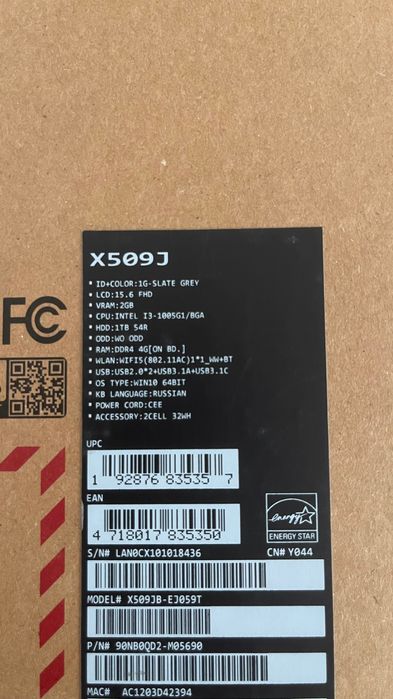 X509J
• ID+COLOR:1G-SLATE GREY
• LCD:15.6 FHD
• VRAM:2GB
• CPU:INTEL I3-1005G1/BGA
• HDD:1TB 54R
• ODD:WO ODD
• RAM:DDR4 4G[ON BD.]
• WLAN:WIFI5(802.11AC)1*1_WW+BT
• USB:USB2.0*2+USB3.1A+USB3.1C
• OS TYPE:WIN10 64BIT
• KB LANGUAGE:RUSSIAN
• POWER CORD:CEE
• ACCESSORY:2CELL 32WH
FC
UPC
1 92876 83535 7
EAN
4 718017 835350
energy
ENERGY STAR
S/N# LAN0CX101018436
CN# Y044
MODEL# X509JB-EJ059T
P/N# 90NB0QD2-M05690
MAC# AC1203D42394